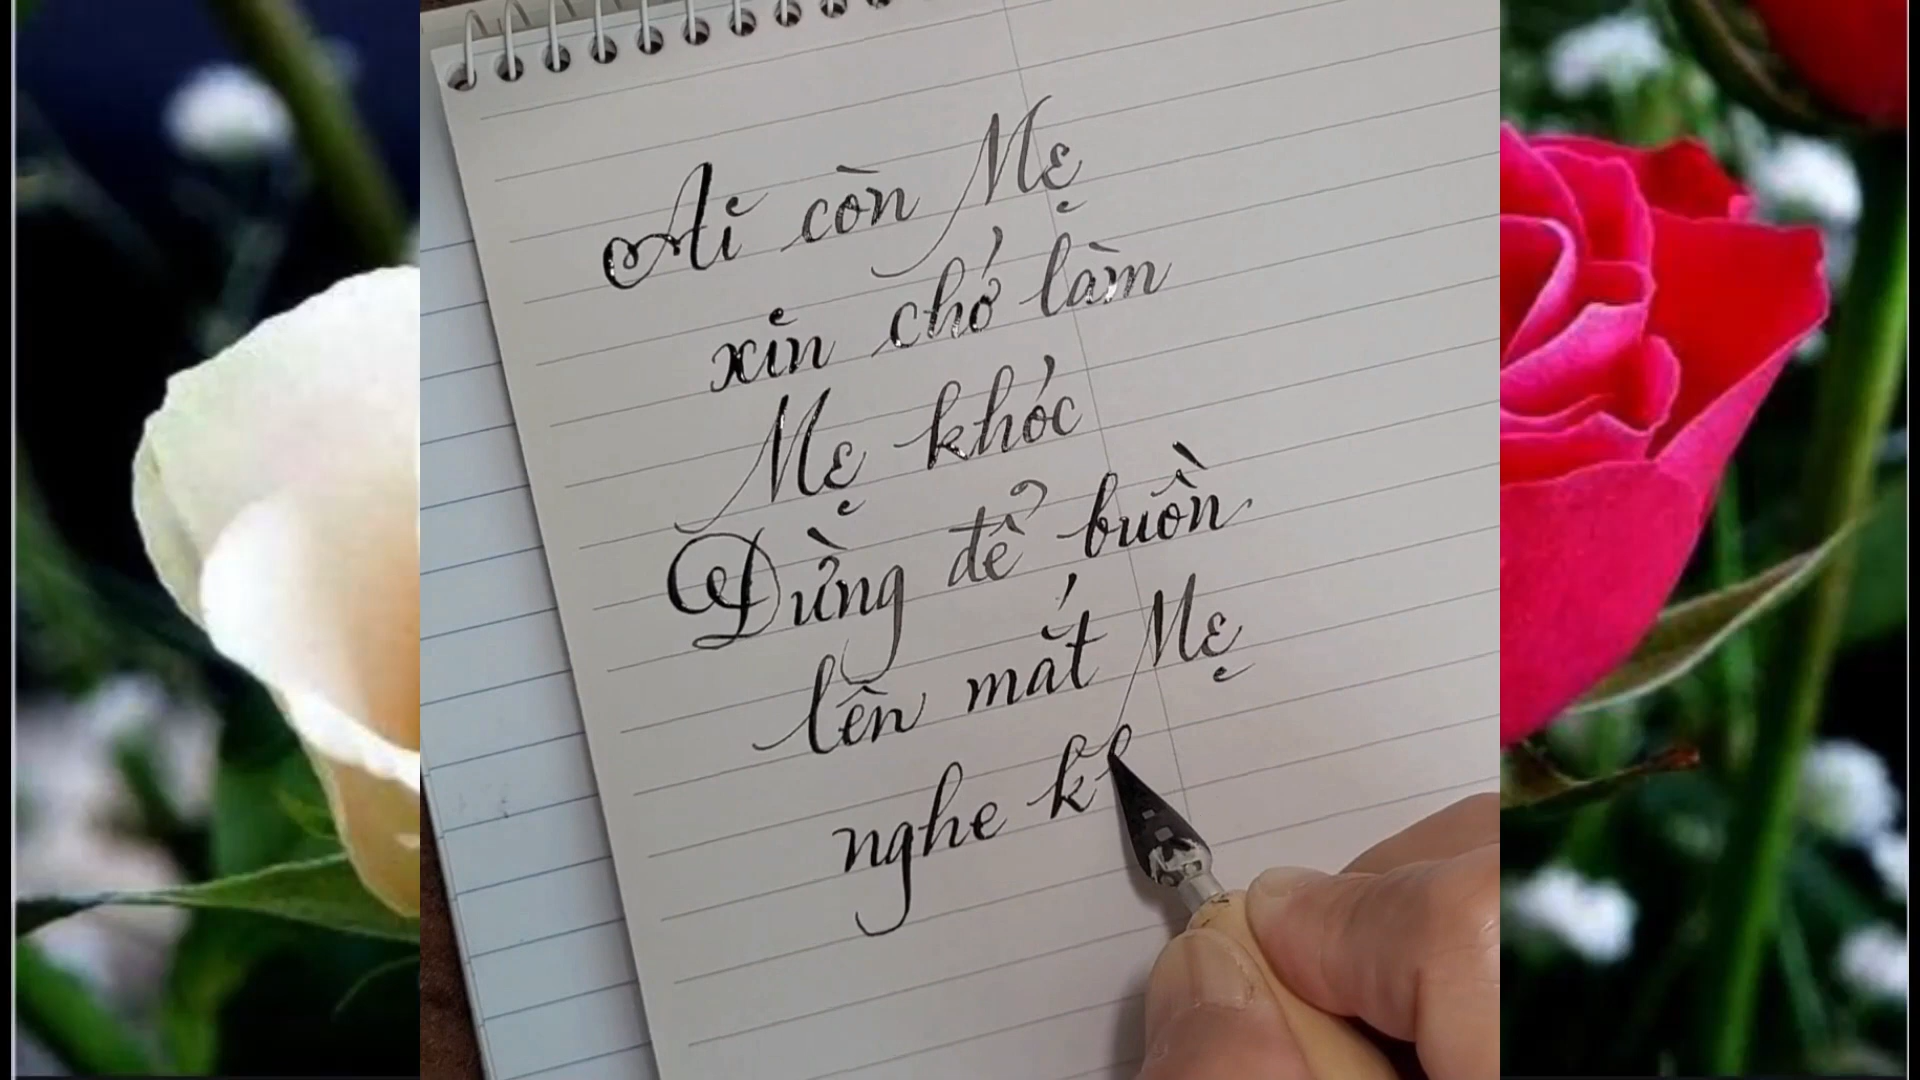 Ai còn Mẹ
xin chớ làm
Mẹ khóc
Đừng để buồn
lên mắt Mẹ
nghe